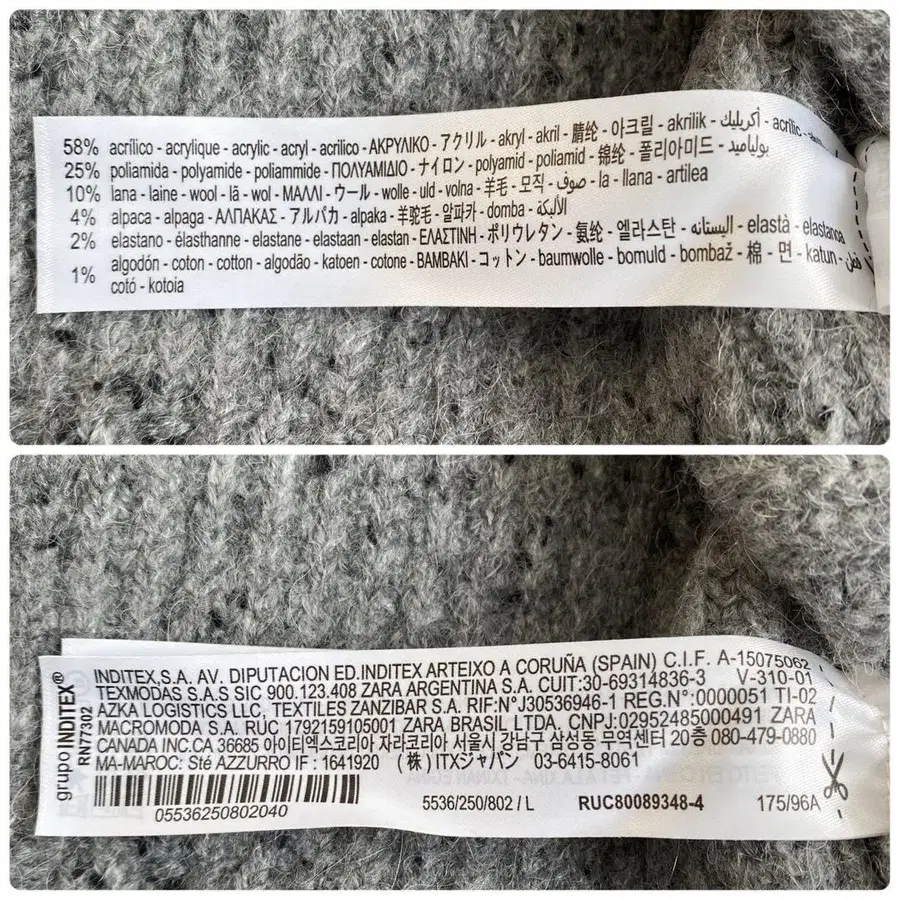 58% acrílico - acrylique - acrylic - acryl - acrilico - ΑΚΡΥΛΙΚΟ - アクリル - akryl - akril - 腈纶 - 아크릴 - akrilik - أكريليك - acrílic -
25% poliamida - polyamide - poliammide - ΠΟΛΥΑΜΙΔΙΟ - ナイロン - polyamid - poliamid - 锦纶 - 폴리아미드 - بولياميد
10% lana - laine - wool - lã - wol - ΜΑΛΛΙ - ウール - wolle - uld - volna - 羊毛 - 모직 - صوف - la - llana - artilea
4% alpaca - alpaga - ΑΛΠΑΚΑΣ - アルパカ - alpaka - 羊驼毛 - 알파카 - domba - الألبكة
2% elastano - élasthanne - elastane - elastaan - elastan - ΕΛΑΣΤΙΝΗ - ポリウレタン - 氨纶 - 엘라스탄 - اليستانه - elastà - elastanoa
1% algodón - coton - cotton - algodão - katoen - cotone - ΒΑΜΒΑΚΙ - コットン - baumwolle - bomuld - bombaž - 棉 - 면 - katun - قطن -
cotó - kotoia
grupo INDITEX®
RN77302
INDITEX,S.A. AV. DIPUTACION ED.INDITEX ARTEIXO A CORUÑA (SPAIN) C.I.F. A-15075062
TEXMODAS S.A.S SIC 900.123.408 ZARA ARGENTINA S.A. CUIT:30-69314836-3 V-310-01
AZKA LOGISTICS LLC, TEXTILES ZANZIBAR S.A. RIF:N°J30536946-1 REG.N°:0000051 TI-02
MACROMODA S.A. RUC 1792159105001 ZARA BRASIL LTDA. CNPJ:02952485000491 ZARA
CANADA INC.CA 36685 아이티엑스코리아 자라코리아 서울시 강남구 삼성동 무역센터 20층 080-479-0880
MA-MAROC: Sté AZZURRO IF : 1641920 (株) ITXジャパン 03-6415-8061
05536250802040
5536/250/802 / L RUC80089348-4 175/96A